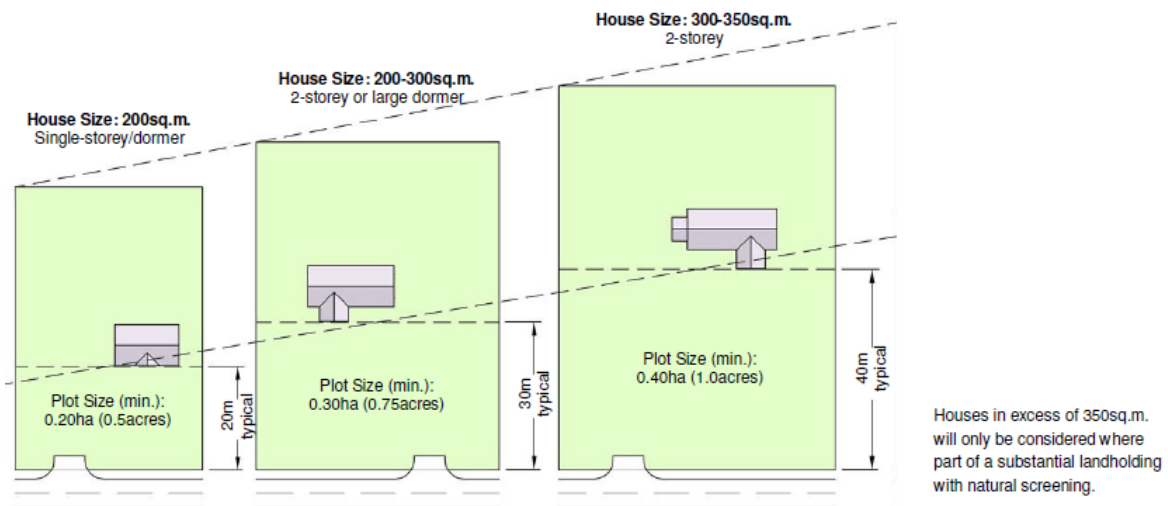 House Size: 300-350sq.m.
2-storey
House Size: 200-300sq.m.
2-storey or large dormer
House Size: 200sq.m.
Single-storey/dormer
Plot Size (min.):
0.20ha (0.5acres)
20m
typical
Plot Size (min.):
0.30ha (0.75acres)
30m
typical
Plot Size (min.):
0.40ha (1.0acres)
40m
typical
Houses in excess of 350sq.m.
will only be considered where
part of a substantial landholding
with natural screening.